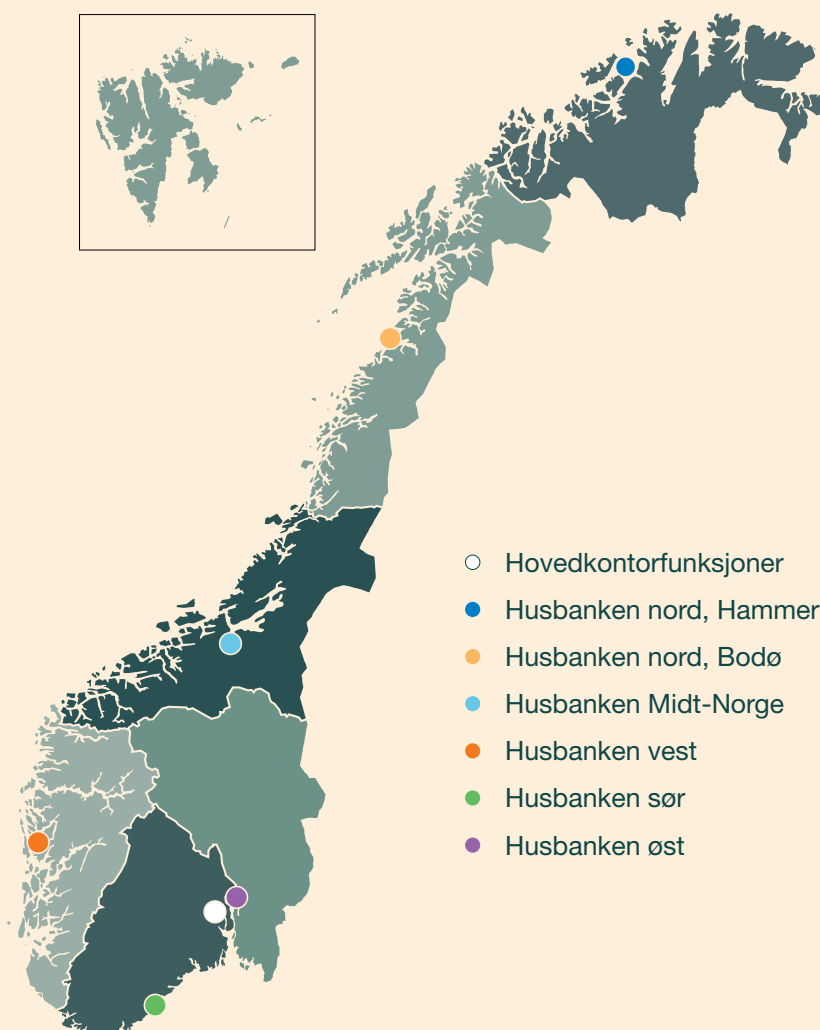 Hovedkontorfunksjoner
Husbanken nord, Hammer
Husbanken nord, Bodø
Husbanken Midt-Norge
Husbanken vest
Husbanken sør
Husbanken øst